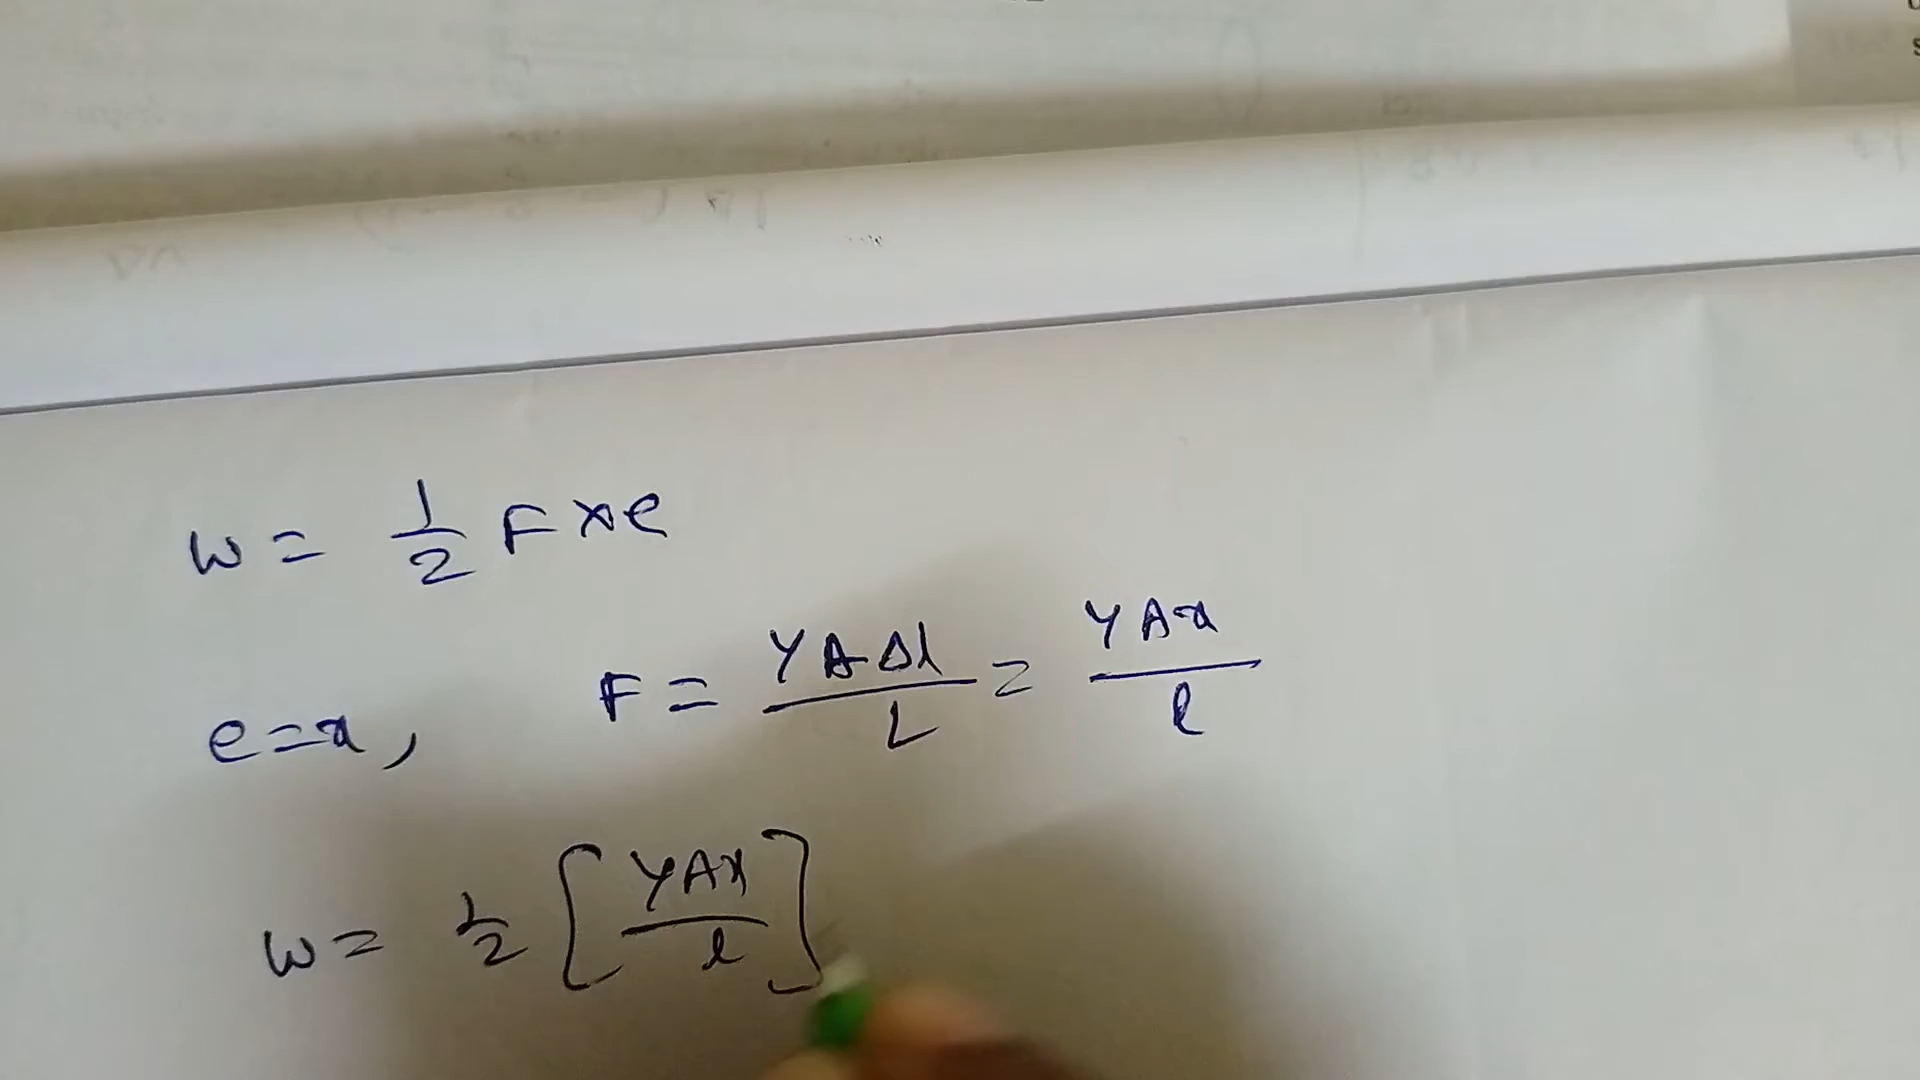 w = 1/2 F × e
e = x, F = YAΔl/L = YAx/l
w = 1/2 [YAx/l]